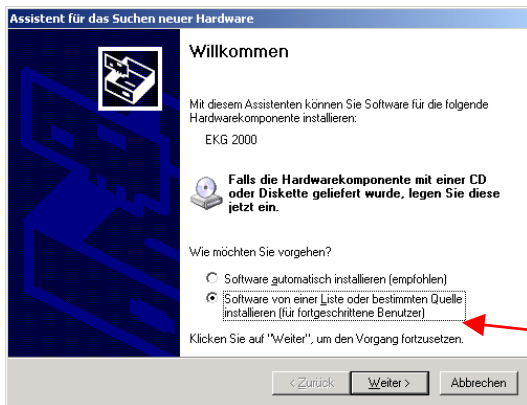 Assistent für das Suchen neuer Hardware
Willkommen
Mit diesem Assistenten können Sie Software für die folgende
Hardwarekomponente installieren:
EKG 2000
Falls die Hardwarekomponente mit einer CD
oder Diskette geliefert wurde, legen Sie diese
jetzt ein.
Wie möchten Sie vorgehen?
Software automatisch installieren (empfohlen)
Software von einer Liste oder bestimmten Quelle
installieren (für fortgeschrittene Benutzer)
Klicken Sie auf "Weiter", um den Vorgang fortzusetzen.
< Zurück Weiter > Abbrechen